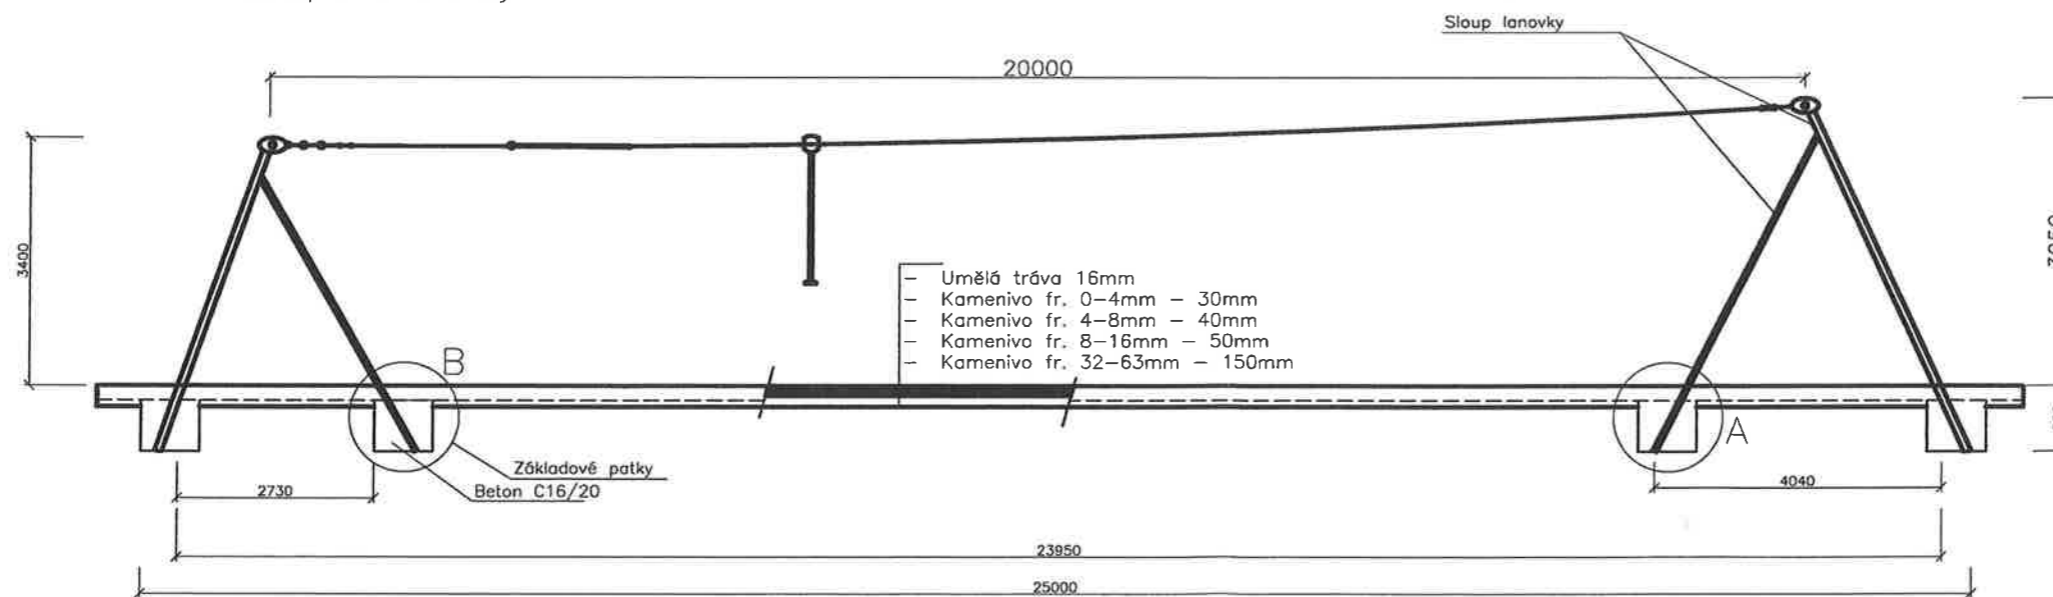 Sloup lanovky
20000
3400
- Umělá tráva 16mm
- Kamenivo fr. 0-4mm - 30mm
- Kamenivo fr. 4-8mm - 40mm
- Kamenivo fr. 8-16mm - 50mm
- Kamenivo fr. 32-63mm - 150mm
B
A
Základové patky
Beton C16/20
2730
4040
23950
25000